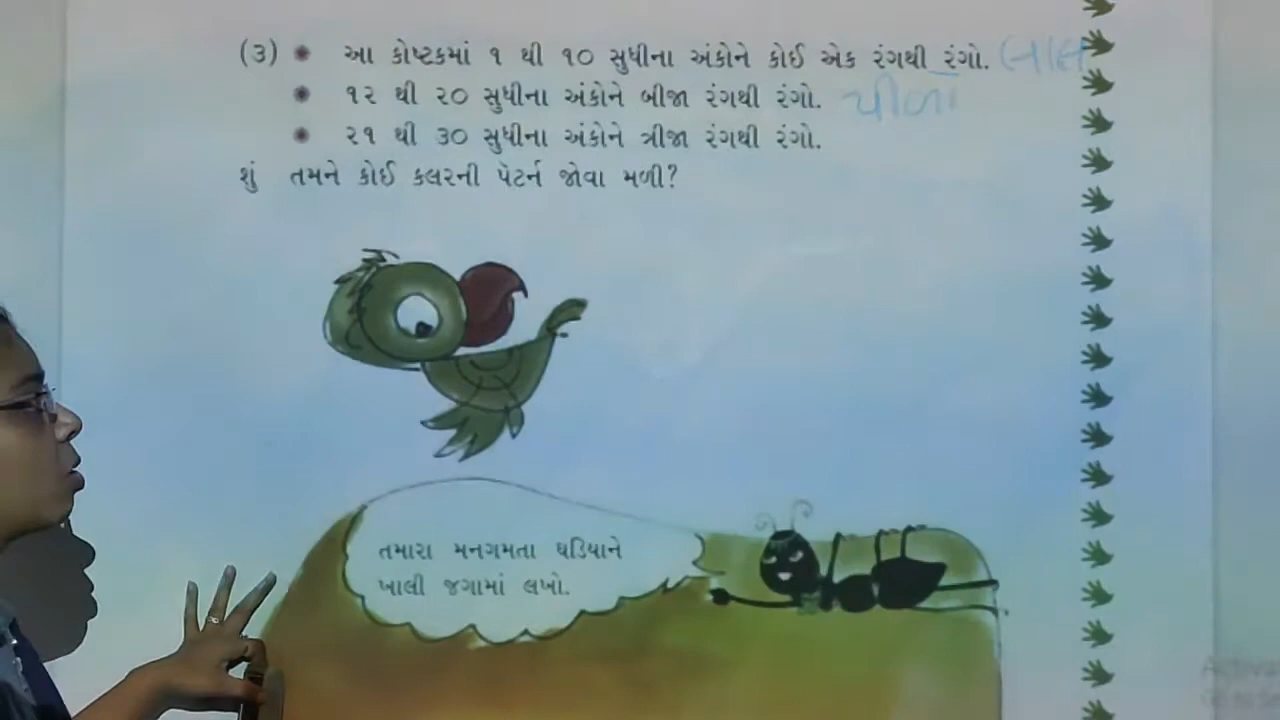 (૩) • આ કોષ્ટકમાં ૧ થી ૧૦ સુધીના અંકોને કોઈ એક રંગથી રંગો. લાલ
• ૧૨ થી ૨૦ સુધીના અંકોને બીજા રંગથી રંગો. પીળો
• ૨૧ થી ૩૦ સુધીના અંકોને ત્રીજા રંગથી રંગો.
શું તમને કોઈ કલરની પૅટર્ન જોવા મળી?
તમારા મનગમતા ઘડિયાને
ખાલી જગામાં લખો.